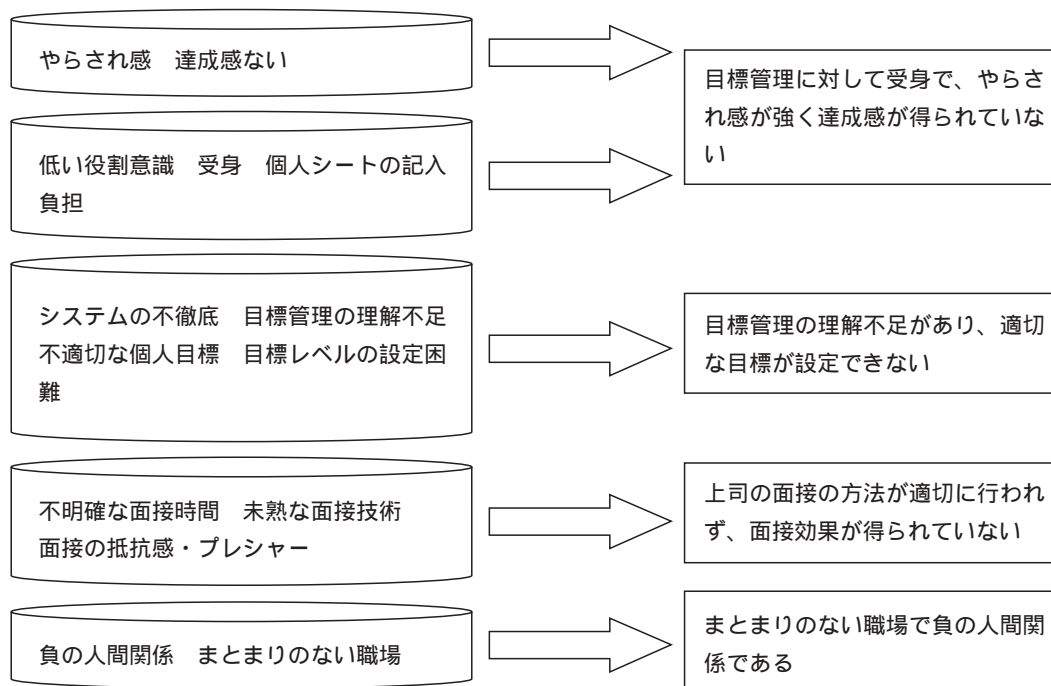 やらされ感　達成感ない
目標管理に対して受身で、やらさ
れ感が強く達成感が得られていな
い
低い役割意識　受身　個人シートの記入
負担
システムの不徹底　目標管理の理解不足
不適切な個人目標　目標レベルの設定困
難
目標管理の理解不足があり、適切
な目標が設定できない
不明確な面接時間　未熟な面接技術
面接の抵抗感・プレシャー
上司の面接の方法が適切に行われ
ず、面接効果が得られていない
負の人間関係　まとまりのない職場
まとまりのない職場で負の人間関
係である